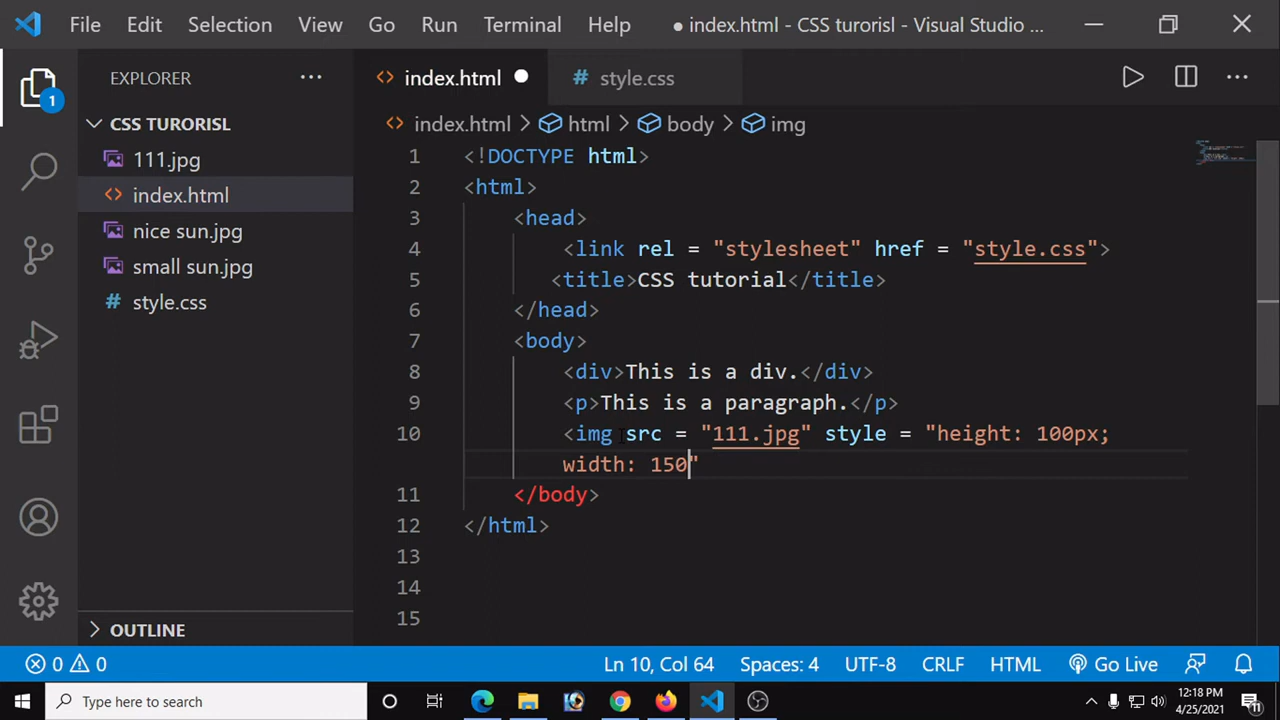 File Edit Selection View Go Run Terminal Help ● index.html - CSS turorisl - Visual Studio ...
EXPLORER ...
index.html
# style.css
...
1
CSS TURORISL
111.jpg
index.html
nice sun.jpg
small sun.jpg
style.css
OUTLINE
index.html > html > body > img
1 <!DOCTYPE html>
2 <html>
3 <head>
4 <link rel = "stylesheet" href = "style.css">
5 <title>CSS tutorial</title>
6 </head>
7 <body>
8 <div>This is a div.</div>
9 <p>This is a paragraph.</p>
10 <img src = "111.jpg" style = "height: 100px;
width: 150"
11 </body>
12 </html>
13
14
15
0 0 Ln 10, Col 64 Spaces: 4 UTF-8 CRLF HTML Go Live
Type here to search
12:18 PM
4/25/2021
11